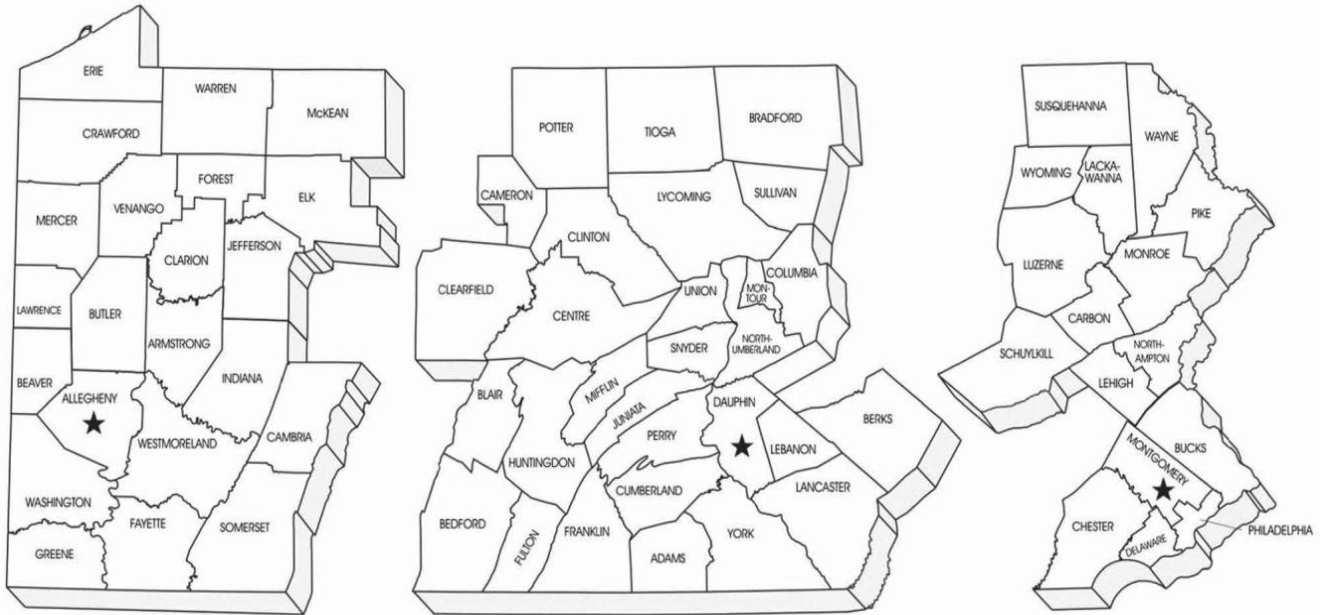 ERIE
WARREN
McKEAN
CRAWFORD
FOREST
ELK
VENANGO
MERCER
JEFFERSON
CLARION
LAWRENCE
BUTLER
ARMSTRONG
INDIANA
BEAVER
ALLEGHENY
WESTMORELAND
CAMBRIA
WASHINGTON
FAYETTE
SOMERSET
GREENE
POTTER
TIOGA
BRADFORD
CAMERON
LYCOMING
SULLIVAN
CLINTON
COLUMBIA
CLEARFIELD
UNION
MON-
TOUR
CENTRE
SNYDER
NORTH-
UMBERLAND
BLAIR
MIFFLIN
JUNIATA
DAUPHIN
BERKS
PERRY
LEBANON
HUNTINGDON
CUMBERLAND
LANCASTER
BEDFORD
FULTON
FRANKLIN
ADAMS
YORK
SUSQUEHANNA
WAYNE
WYOMING
LACKA-
WANNA
PIKE
LUZERNE
MONROE
CARBON
SCHUYLKILL
NORTH-
AMPTON
LEHIGH
BUCKS
MONTGOMERY
CHESTER
DELAWARE
PHILADELPHIA